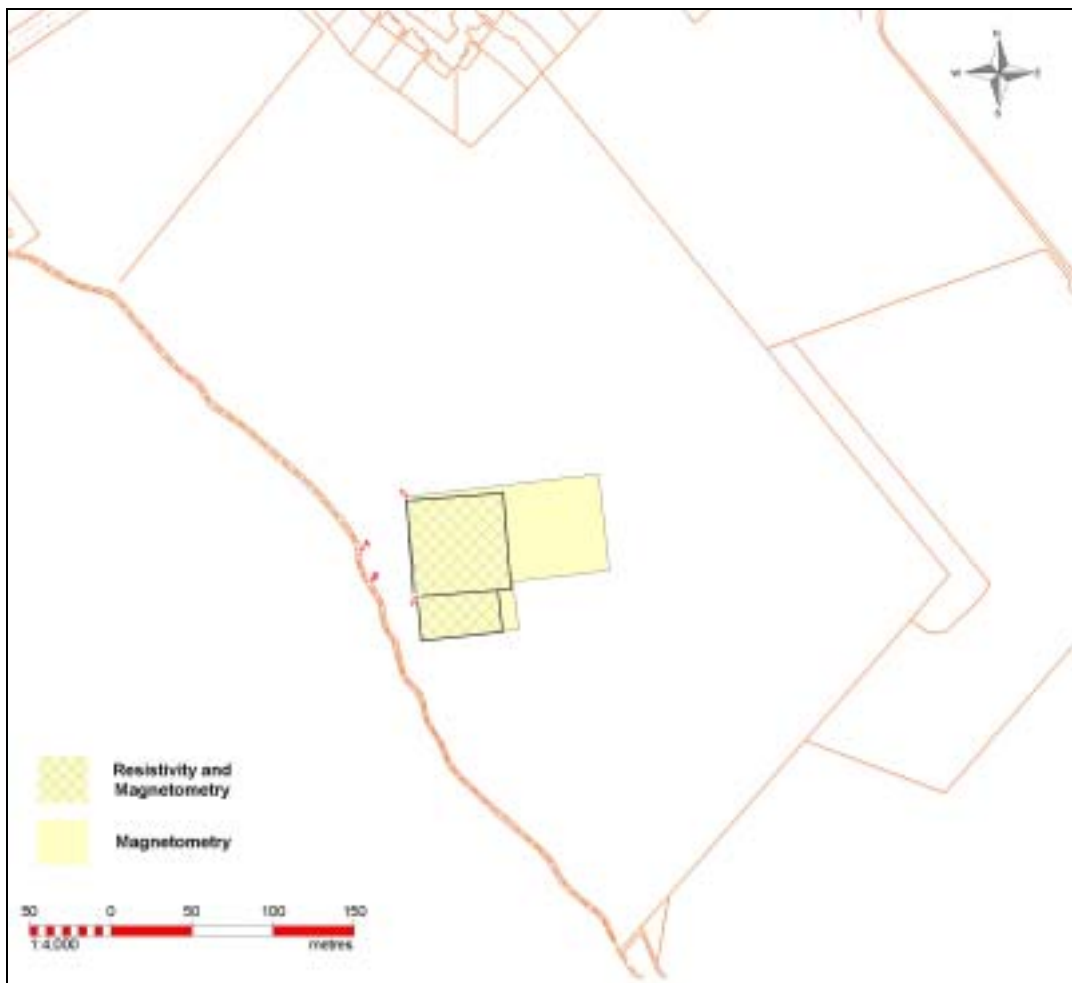 N
W E
S
Resistivity and
Magnetometry
Magnetometry
50 0 50 100 150
1:4,000 metres